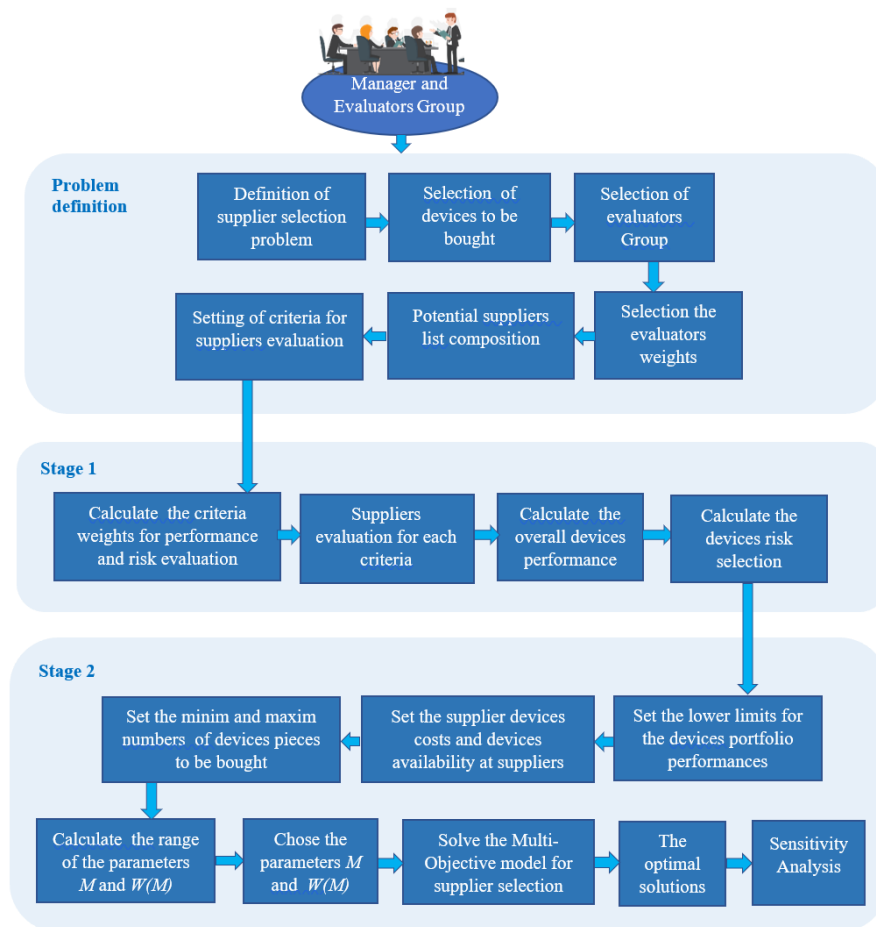 Manager and
Evaluators Group
Problem
definition
Definition of
supplier selection
problem
Selection of
devices to be
bought
Selection of
evaluators
Group
Setting of criteria for
suppliers evaluation
Potential suppliers
list composition
Selection the
evaluators
weights
Stage 1
Calculate the criteria
weights for performance
and risk evaluation
Suppliers
evaluation for each
criteria
Calculate the
overall devices
performance
Calculate the
devices risk
selection
Stage 2
Set the minim and maxim
numbers of devices pieces
to be bought
Set the supplier devices
costs and devices
availability at suppliers
Set the lower limits for
the devices portfolio
performances
Calculate the range
of the parameters
M and W(M)
Chose the
parameters M
and W(M)
Solve the Multi-
Objective model for
supplier selection
The
optimal
solutions
Sensitivity
Analysis